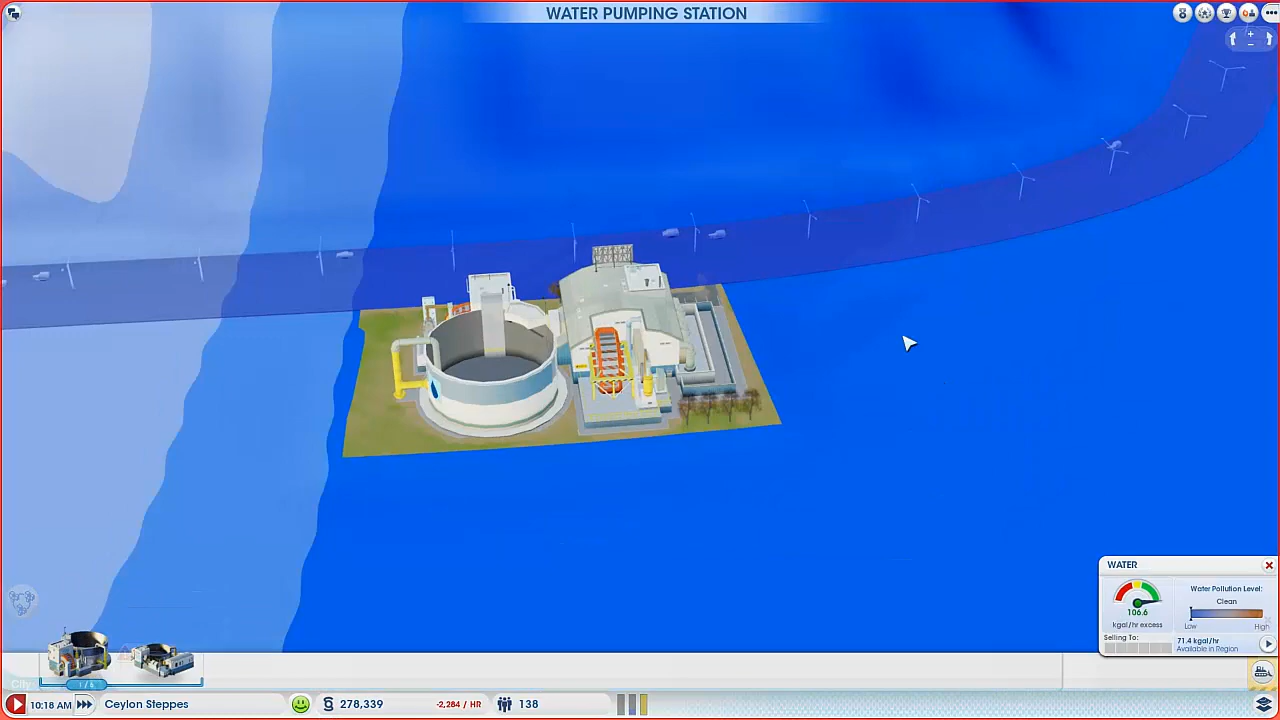 WATER PUMPING STATION
WATER
106.6
kgal/hr excess
Water Pollution Level:
Clean
Low
High
Selling To:
71.4 kgal/hr
Available in Region
City
10:18 AM
Ceylon Steppes
278,339
-2,284 / HR
138